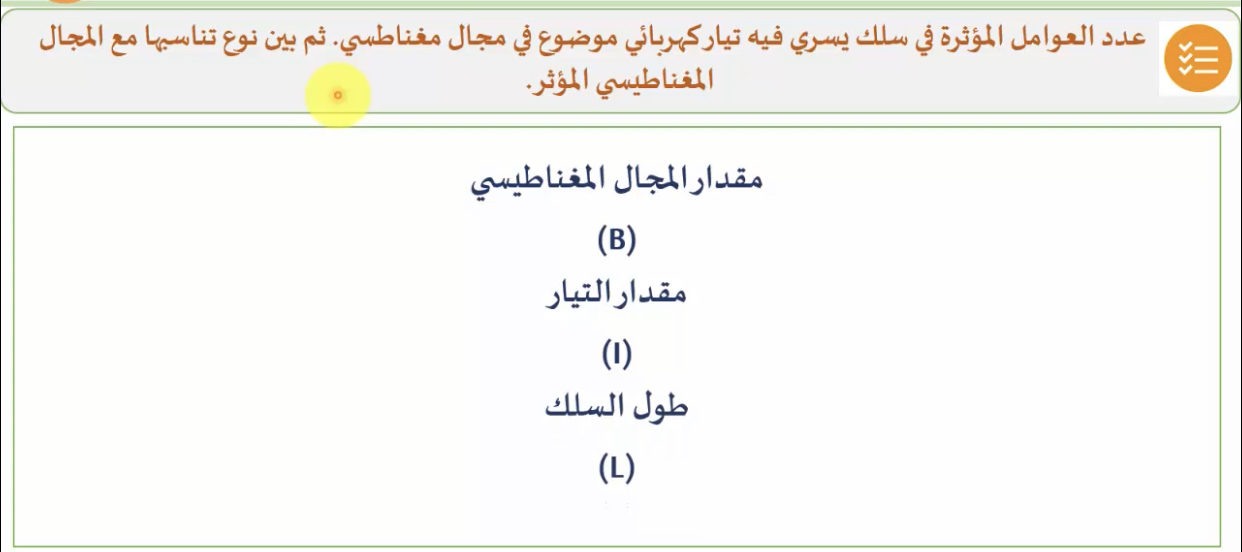 عدد العوامل المؤثرة في سلك يسري فيه تيار كهربائي موضوع في مجال مغناطسي. ثم بين نوع تناسبها مع المجال
المغناطيسي المؤثر.
مقدار المجال المغناطيسي
(B)
مقدار التيار
(I)
طول السلك
(L)